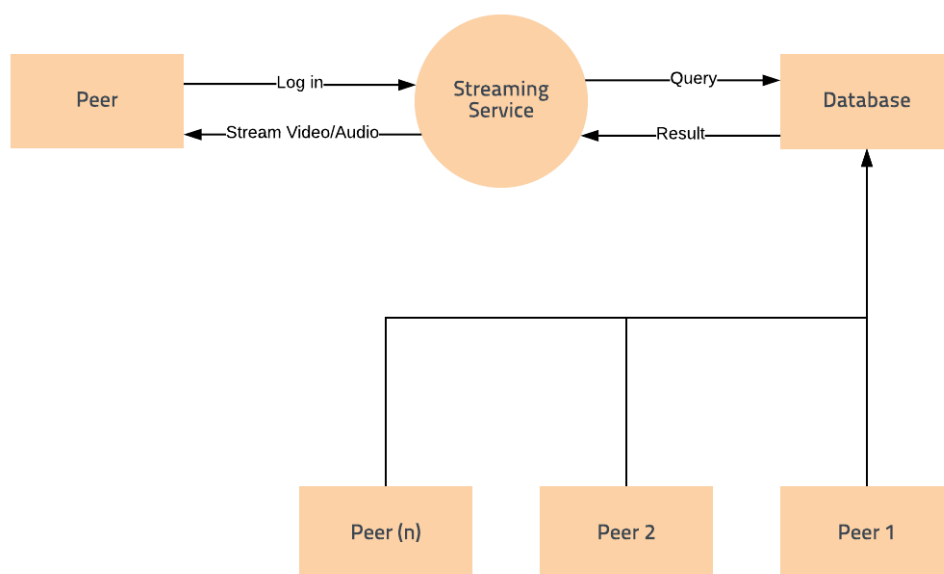 Peer
Log in
Stream Video/Audio
Streaming
Service
Query
Result
Database
Peer (n)
Peer 2
Peer 1